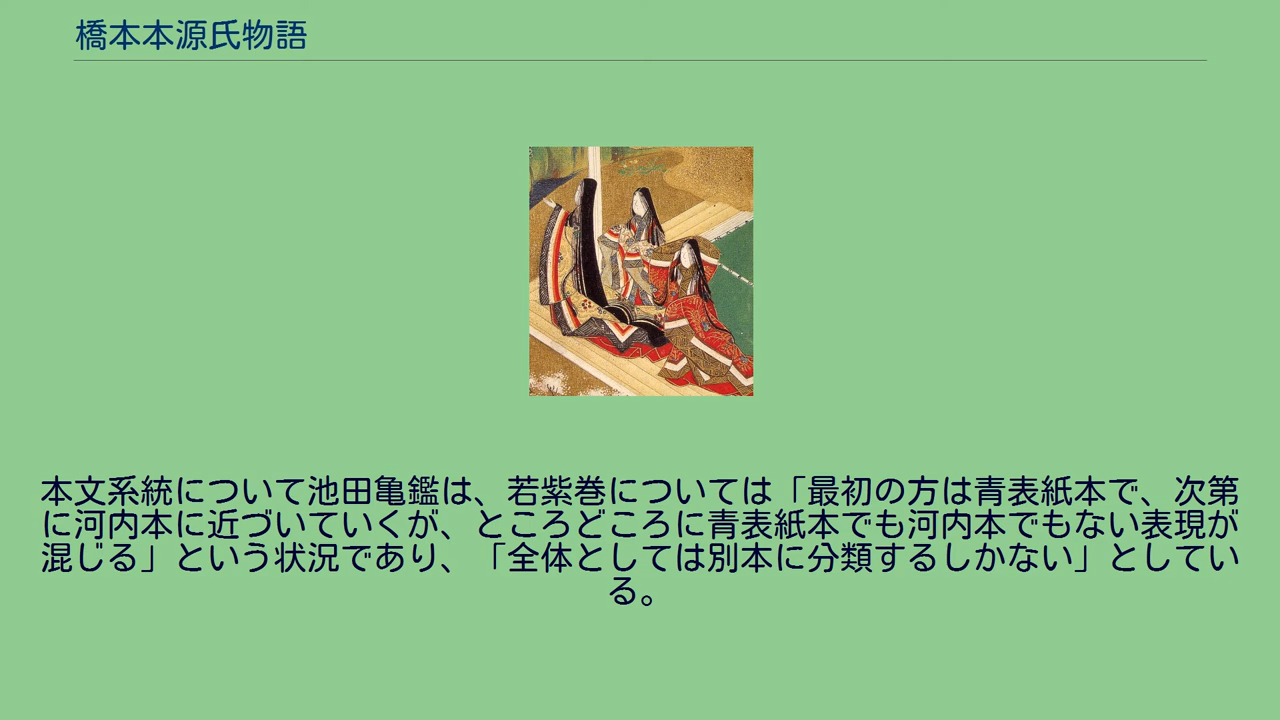 橋本本源氏物語
本文系統について池田亀鑑は、若紫巻については「最初の方は青表紙本で、次第
に河内本に近づいていくが、ところどころに青表紙本でも河内本でもない表現が
混じる」という状況であり、「全体としては別本に分類するしかない」としてい
る。